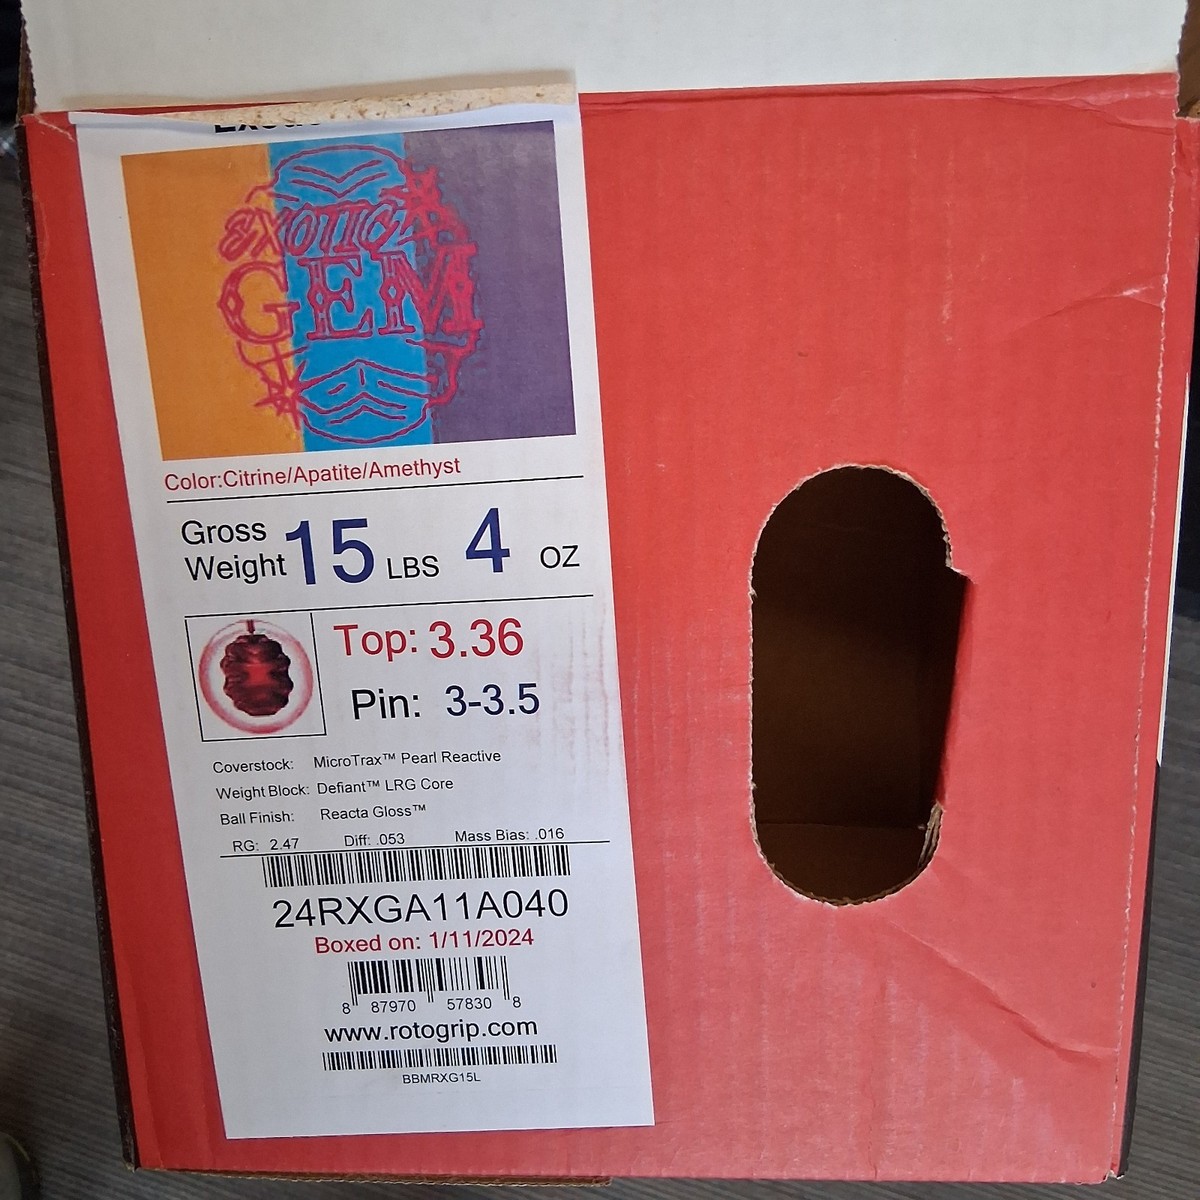 EXOTIC
GEM
Color:Citrine/Apatite/Amethyst
Gross Weight 15 LBS 4 OZ
Top: 3.36
Pin: 3-3.5
Coverstock: MicroTrax™ Pearl Reactive
Weight Block: Defiant™ LRG Core
Ball Finish: Reacta Gloss™
RG: 2.47 Diff: .053 Mass Bias: .016
24RXGA11A040
Boxed on: 1/11/2024
8 87970 57830 8
www.rotogrip.com
BBMRXG15L